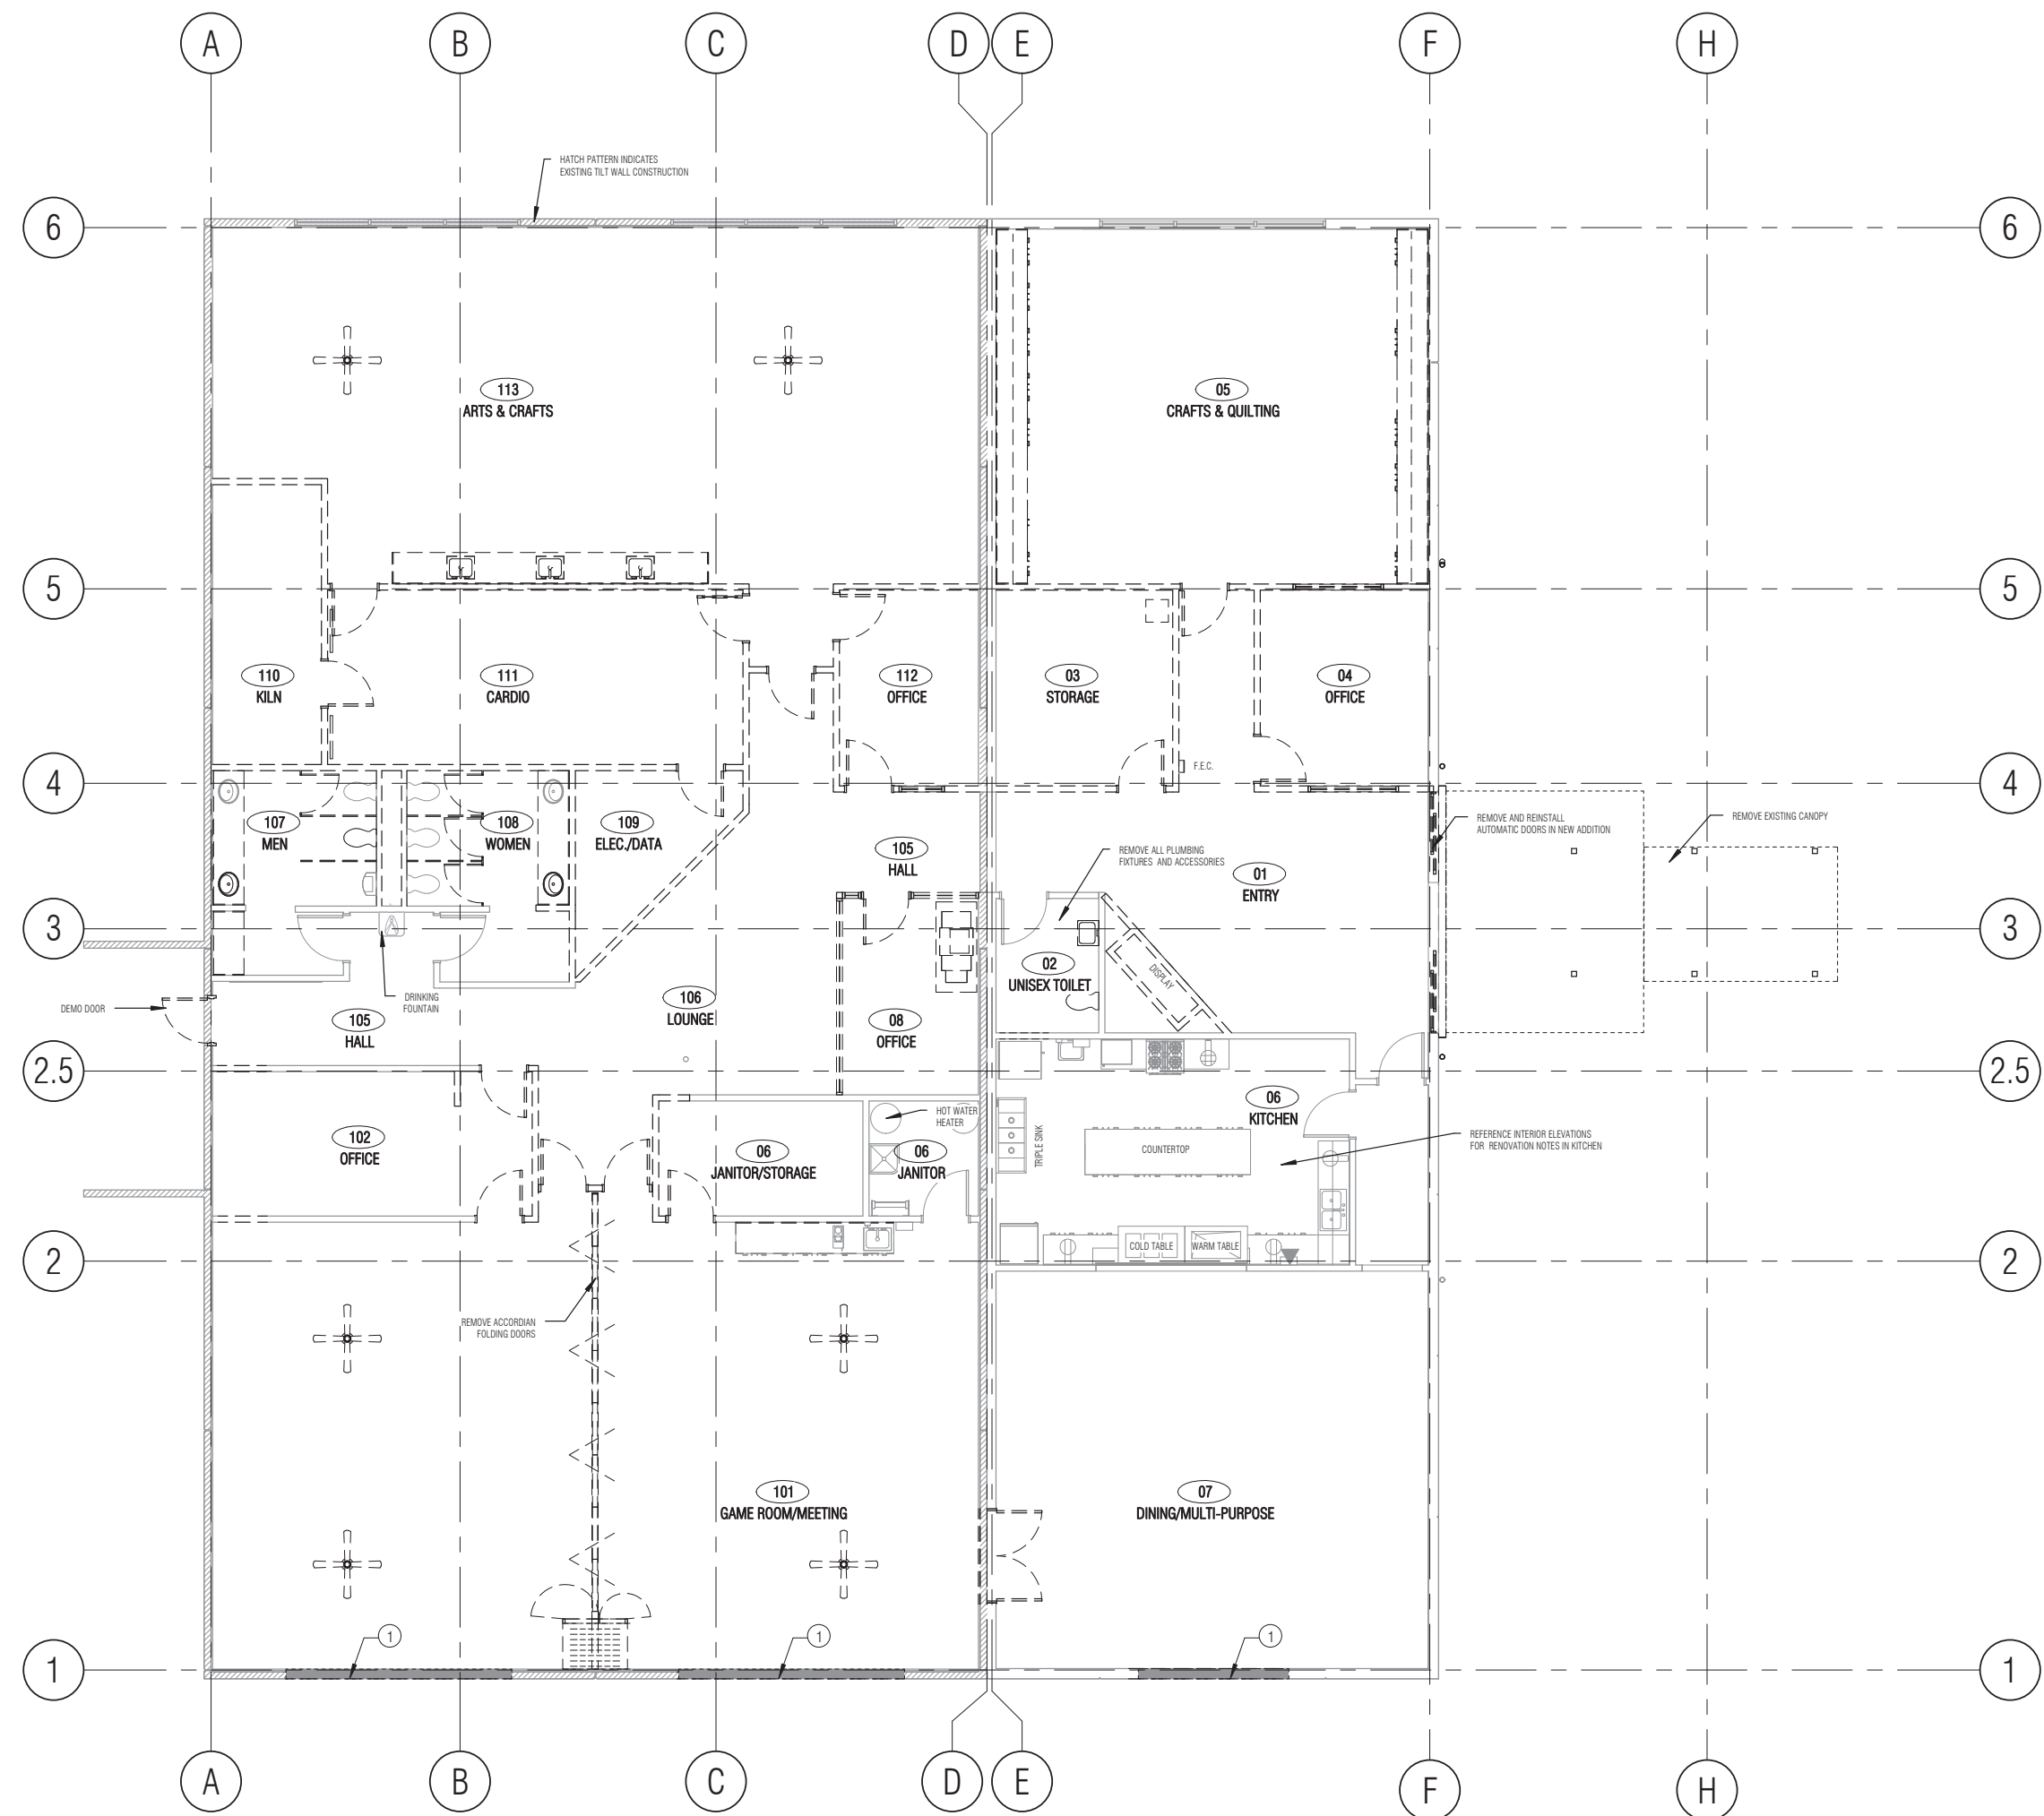 A B C D E F H
HATCH PATTERN INDICATES
EXISTING TILT WALL CONSTRUCTION
6 6
113
ARTS & CRAFTS
05
CRAFTS & QUILTING
5 5
110
KILN
111
CARDIO
112
OFFICE
03
STORAGE
04
OFFICE
F.E.C.
4 4
107
MEN
108
WOMEN
109
ELEC./DATA
105
HALL
REMOVE ALL PLUMBING
FIXTURES AND ACCESSORIES
01
ENTRY
REMOVE AND REINSTALL
AUTOMATIC DOORS IN NEW ADDITION
REMOVE EXISTING CANOPY
3 3
DEMO DOOR
DRINKING
FOUNTAIN
105
HALL
106
LOUNGE
08
OFFICE
02
UNISEX TOILET
DISPLAY
2.5 2.5
102
OFFICE
06
JANITOR/STORAGE
HOT WATER
HEATER
06
JANITOR
TRIPLE SINK
COUNTERTOP
06
KITCHEN
REFERENCE INTERIOR ELEVATIONS
FOR RENOVATION NOTES IN KITCHEN
COLD TABLE
WARM TABLE
2 2
REMOVE ACCORDIAN
FOLDING DOORS
101
GAME ROOM/MEETING
07
DINING/MULTI-PURPOSE
1 1 1
1 1
A B C D E F H